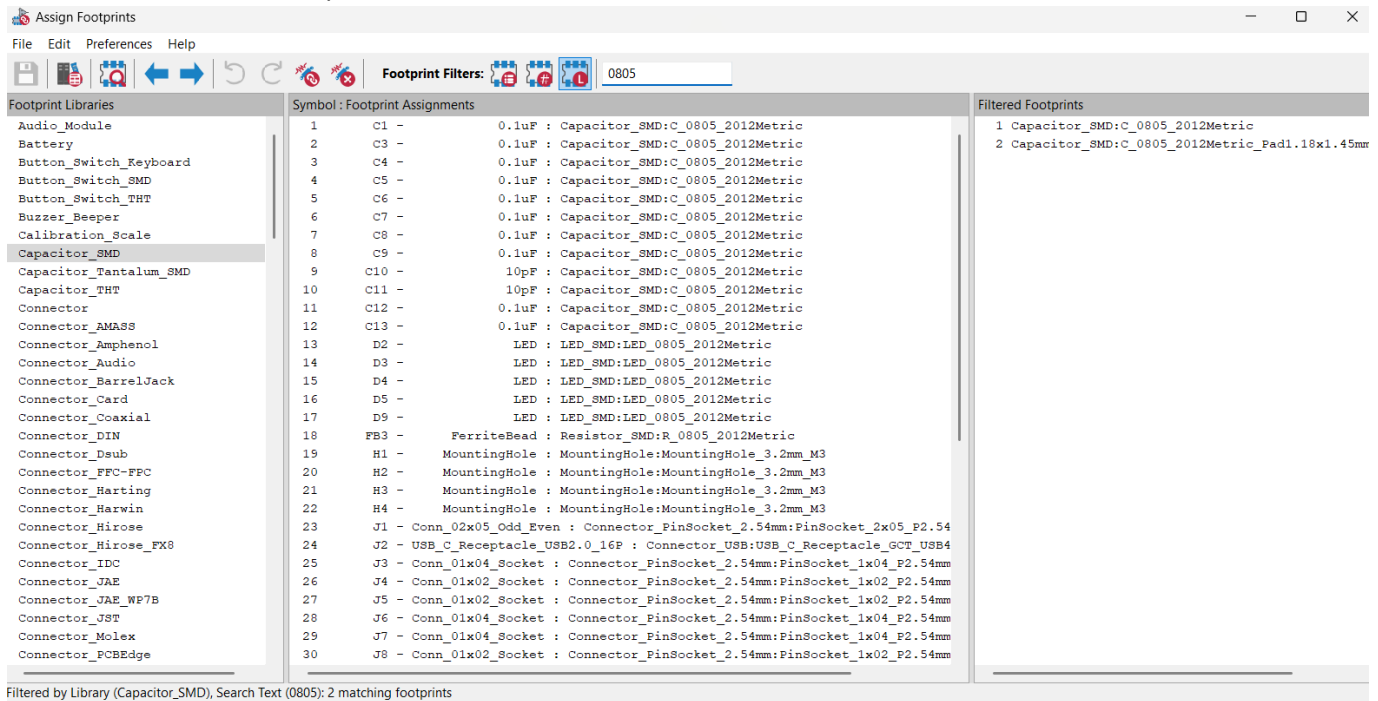 Assign Footprints
File Edit Preferences Help
Footprint Filters: # L 0805
Footprint Libraries
Audio_Module
Battery
Button_Switch_Keyboard
Button_Switch_SMD
Button_Switch_THT
Buzzer_Beeper
Calibration_Scale
Capacitor_SMD
Capacitor_Tantalum_SMD
Capacitor_THT
Connector
Connector_AMASS
Connector_Amphenol
Connector_Audio
Connector_BarrelJack
Connector_Card
Connector_Coaxial
Connector_DIN
Connector_Dsub
Connector_FFC-FPC
Connector_Harting
Connector_Harwin
Connector_Hirose
Connector_Hirose_FX8
Connector_IDC
Connector_JAE
Connector_JAE_WP7B
Connector_JST
Connector_Molex
Connector_PCBEdge
Symbol : Footprint Assignments
1 C1 - 0.1uF : Capacitor_SMD:C_0805_2012Metric
2 C3 - 0.1uF : Capacitor_SMD:C_0805_2012Metric
3 C4 - 0.1uF : Capacitor_SMD:C_0805_2012Metric
4 C5 - 0.1uF : Capacitor_SMD:C_0805_2012Metric
5 C6 - 0.1uF : Capacitor_SMD:C_0805_2012Metric
6 C7 - 0.1uF : Capacitor_SMD:C_0805_2012Metric
7 C8 - 0.1uF : Capacitor_SMD:C_0805_2012Metric
8 C9 - 0.1uF : Capacitor_SMD:C_0805_2012Metric
9 C10 - 10pF : Capacitor_SMD:C_0805_2012Metric
10 C11 - 10pF : Capacitor_SMD:C_0805_2012Metric
11 C12 - 0.1uF : Capacitor_SMD:C_0805_2012Metric
12 C13 - 0.1uF : Capacitor_SMD:C_0805_2012Metric
13 D2 - LED : LED_SMD:LED_0805_2012Metric
14 D3 - LED : LED_SMD:LED_0805_2012Metric
15 D4 - LED : LED_SMD:LED_0805_2012Metric
16 D5 - LED : LED_SMD:LED_0805_2012Metric
17 D9 - LED : LED_SMD:LED_0805_2012Metric
18 FB3 - FerriteBead : Resistor_SMD:R_0805_2012Metric
19 H1 - MountingHole : MountingHole:MountingHole_3.2mm_M3
20 H2 - MountingHole : MountingHole:MountingHole_3.2mm_M3
21 H3 - MountingHole : MountingHole:MountingHole_3.2mm_M3
22 H4 - MountingHole : MountingHole:MountingHole_3.2mm_M3
23 J1 - Conn_02x05_Odd_Even : Connector_PinSocket_2.54mm:PinSocket_2x05_P2.54
24 J2 - USB_C_Receptacle_USB2.0_16P : Connector_USB:USB_C_Receptacle_GCT_USB4
25 J3 - Conn_01x04_Socket : Connector_PinSocket_2.54mm:PinSocket_1x04_P2.54mm
26 J4 - Conn_01x02_Socket : Connector_PinSocket_2.54mm:PinSocket_1x02_P2.54mm
27 J5 - Conn_01x02_Socket : Connector_PinSocket_2.54mm:PinSocket_1x02_P2.54mm
28 J6 - Conn_01x04_Socket : Connector_PinSocket_2.54mm:PinSocket_1x04_P2.54mm
29 J7 - Conn_01x04_Socket : Connector_PinSocket_2.54mm:PinSocket_1x04_P2.54mm
30 J8 - Conn_01x02_Socket : Connector_PinSocket_2.54mm:PinSocket_1x02_P2.54mm
Filtered Footprints
1 Capacitor_SMD:C_0805_2012Metric
2 Capacitor_SMD:C_0805_2012Metric_Pad1.18x1.45mm
Filtered by Library (Capacitor_SMD), Search Text (0805): 2 matching footprints